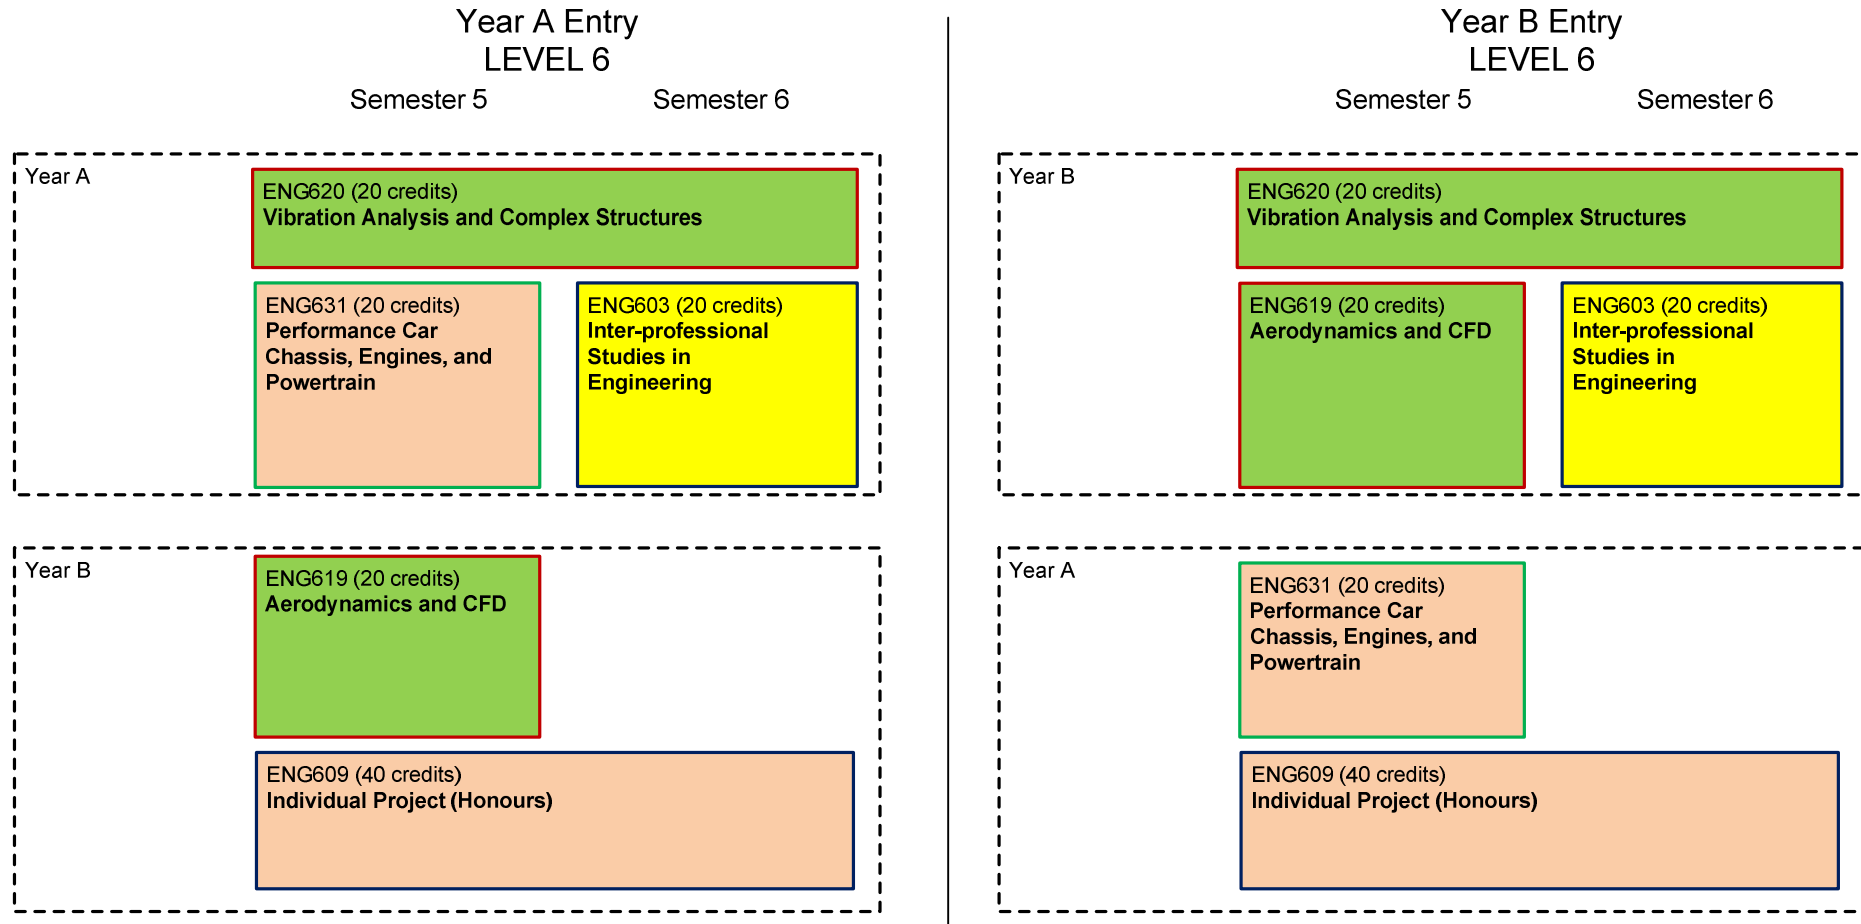 Year A Entry
LEVEL 6
Semester 5
Semester 6
Year A
ENG620 (20 credits)
Vibration Analysis and Complex Structures
ENG631 (20 credits)
Performance Car
Chassis, Engines, and
Powertrain
ENG603 (20 credits)
Inter-professional
Studies in
Engineering
Year B
ENG619 (20 credits)
Aerodynamics and CFD
ENG609 (40 credits)
Individual Project (Honours)
Year B Entry
LEVEL 6
Semester 5
Semester 6
Year B
ENG620 (20 credits)
Vibration Analysis and Complex Structures
ENG619 (20 credits)
Aerodynamics and CFD
ENG603 (20 credits)
Inter-professional
Studies in
Engineering
Year A
ENG631 (20 credits)
Performance Car
Chassis, Engines, and
Powertrain
ENG609 (40 credits)
Individual Project (Honours)